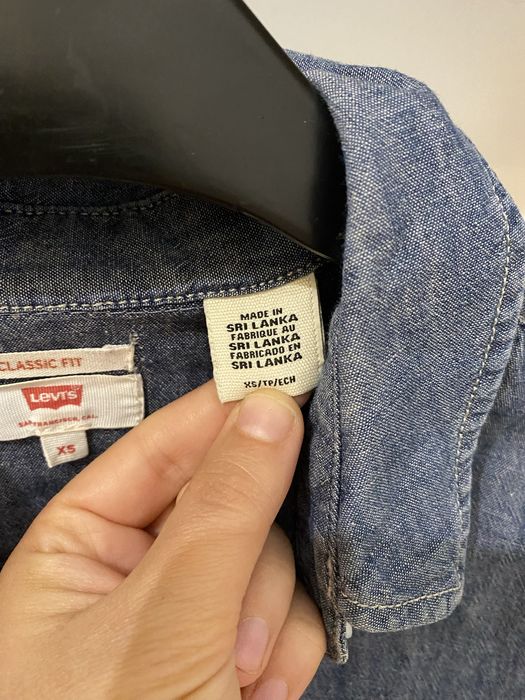 MADE IN
SRI LANKA
FABRIQUE AU
SRI LANKA
FABRICADO EN
SRI LANKA
XS/TP/ECH
CLASSIC FIT
LEVI'S
SAN FRANCISCO, CAL.
XS